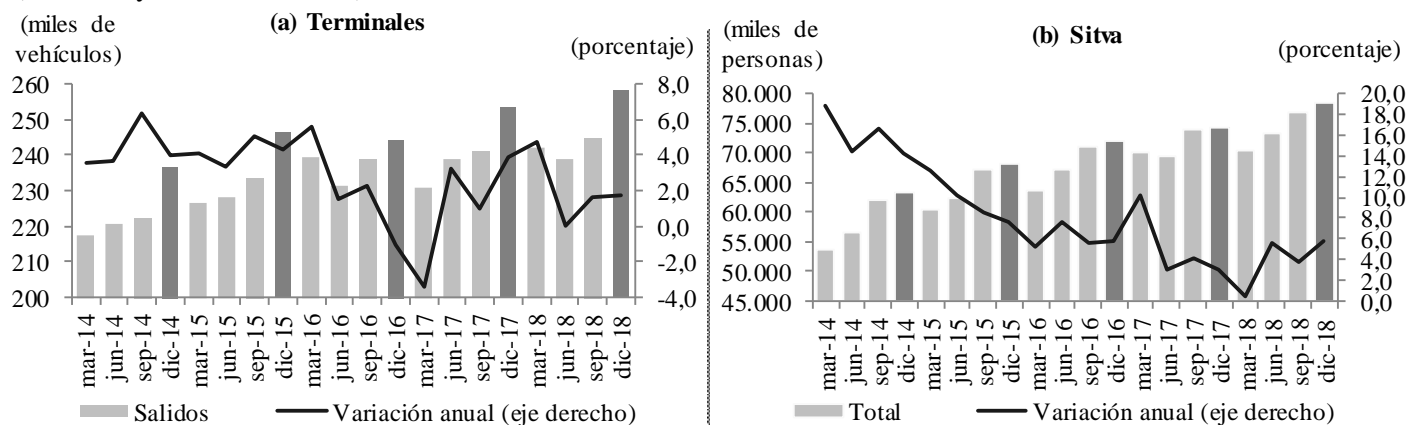 (a) Terminales
(miles de
vehículos)
(porcentaje)
260
250
240
230
220
210
200
8,0
6,0
4,0
2,0
0,0
-2,0
-4,0
mar-14
jun-14
sep-14
dic-14
mar-15
jun-15
sep-15
dic-15
mar-16
jun-16
sep-16
dic-16
mar-17
jun-17
sep-17
dic-17
mar-18
jun-18
sep-18
dic-18
Salidos
Variación anual (eje derecho)
(b) Sitva
(miles de
personas)
(porcentaje)
80.000
75.000
70.000
65.000
60.000
55.000
50.000
45.000
20,0
18,0
16,0
14,0
12,0
10,0
8,0
6,0
4,0
2,0
0,0
mar-14
jun-14
sep-14
dic-14
mar-15
jun-15
sep-15
dic-15
mar-16
jun-16
sep-16
dic-16
mar-17
jun-17
sep-17
dic-17
mar-18
jun-18
sep-18
dic-18
Total
Variación anual (eje derecho)